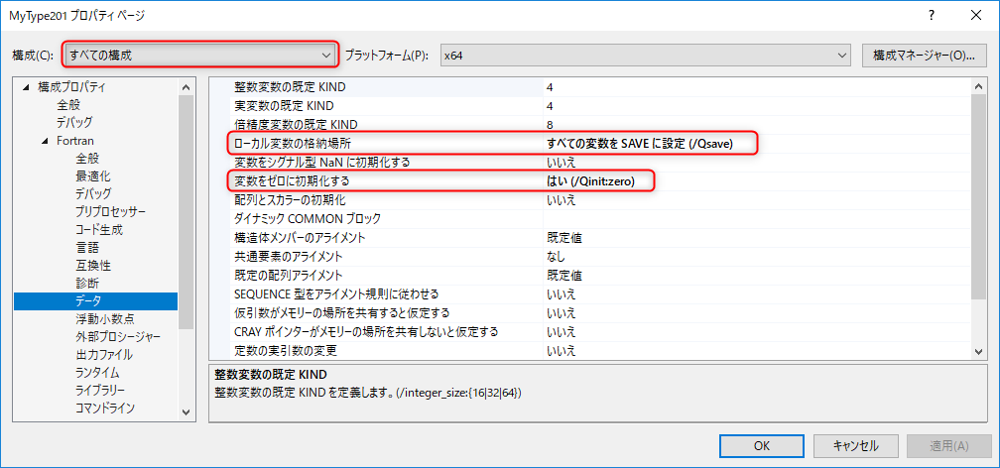 MyType201 プロパティ ページ
構成(C): すべての構成 プラットフォーム(P): x64 構成マネージャー(O)...
構成プロパティ
全般
デバッグ
Fortran
全般
最適化
デバッグ
プリプロセッサー
コード生成
言語
互換性
診断
データ
浮動小数点
外部プロシージャー
出力ファイル
ランタイム
ライブラリー
コマンドライン
整数変数の既定 KIND 4
実変数の既定 KIND 4
倍精度変数の既定 KIND 8
ローカル変数の格納場所 すべての変数を SAVE に設定 (/Qsave)
変数をシグナル型 NaN に初期化する いいえ
変数をゼロに初期化する はい (/Qinit:zero)
配列とスカラーの初期化 いいえ
ダイナミック COMMON ブロック
構造体メンバーのアライメント 既定値
共通要素のアライメント なし
既定の配列アライメント 既定値
SEQUENCE 型をアライメント規則に従わせる いいえ
仮引数がメモリーの場所を共有すると仮定する いいえ
CRAY ポインターがメモリーの場所を共有しないと仮定する いいえ
定数の実引数の変更 いいえ
整数変数の既定 KIND
整数変数の既定 KIND を定義します。(/integer_size:{16|32|64})
OK キャンセル 適用(A)